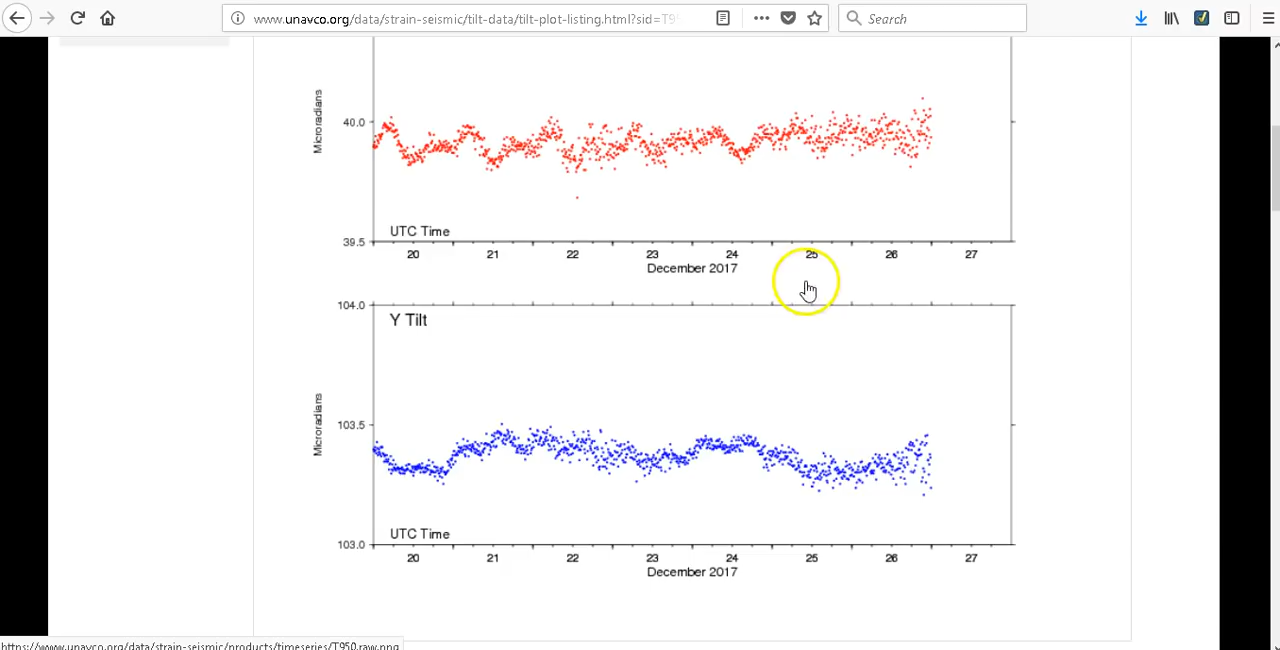 www.unavco.org/data/strain-seismic/tilt-data/tilt-plot-listing.html?sid=T95
Search
Microradians
40.0
39.5
UTC Time
20 21 22 23 24 25 26 27
December 2017
104.0
Y Tilt
Microradians
103.5
UTC Time
103.0
20 21 22 23 24 25 26 27
December 2017
https://www.unavco.org/data/strain-seismic/products/timeseries/T950.raw.png